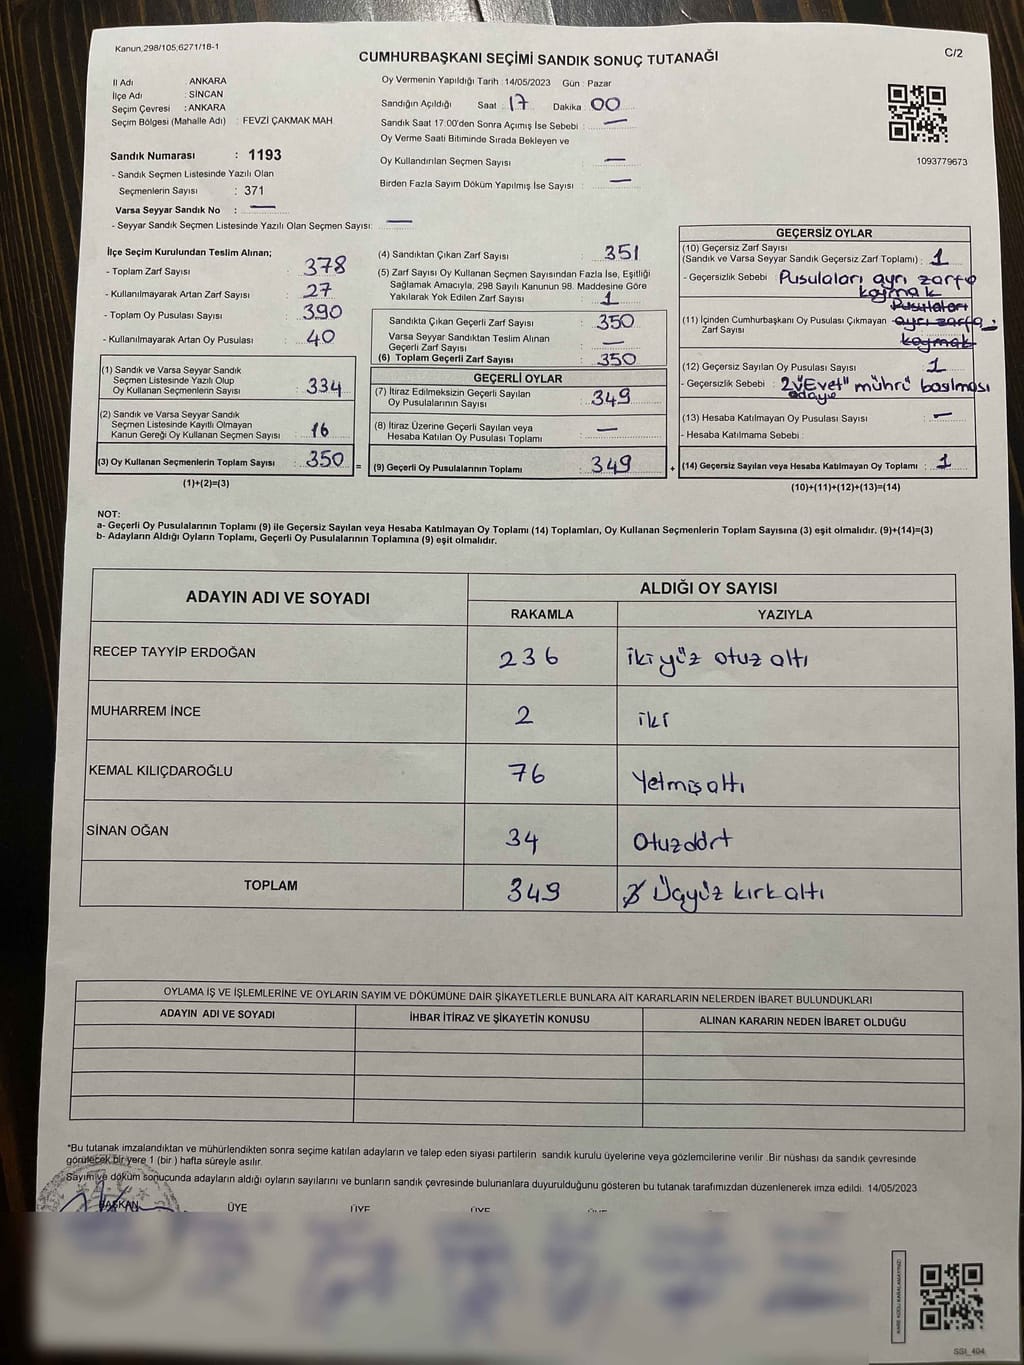 Kanun,298/105,6271/18-1
CUMHURBAŞKANI SEÇİMİ SANDIK SONUÇ TUTANAĞI
C/2
İl Adı ANKARA
İlçe Adı : SİNCAN
Seçim Çevresi : ANKARA
Seçim Bölgesi (Mahalle Adı) : FEVZİ ÇAKMAK MAH
Sandık Numarası : 1193
- Sandık Seçmen Listesinde Yazılı Olan
Seçmenlerin Sayısı : 371
Varsa Seyyar Sandık No : —
- Seyyar Sandık Seçmen Listesinde Yazılı Olan Seçmen Sayısı: —
Oy Vermenin Yapıldığı Tarih : 14/05/2023 Gün : Pazar
Sandığın Açıldığı Saat : 17 Dakika : 00
Sandık Saat 17:00'den Sonra Açımış İse Sebebi : —
Oy Verme Saati Bitiminde Sırada Bekleyen ve
Oy Kullandırılan Seçmen Sayısı : —
Birden Fazla Sayım Döküm Yapılmış İse Sayısı : —
1093779673
İlçe Seçim Kurulundan Teslim Alınan;
- Toplam Zarf Sayısı : 378
- Kullanılmayarak Artan Zarf Sayısı : 27
- Toplam Oy Pusulası Sayısı : 390
- Kullanılmayarak Artan Oy Pusulası : 40
(1) Sandık ve Varsa Seyyar Sandık
Seçmen Listesinde Yazılı Olup
Oy Kullanan Seçmenlerin Sayısı : 334
(2) Sandık ve Varsa Seyyar Sandık
Seçmen Listesinde Kayıtlı Olmayan
Kanun Gereği Oy Kullanan Seçmen Sayısı : 16
(3) Oy Kullanan Seçmenlerin Toplam Sayısı : 350 =
(1)+(2)=(3)
(4) Sandıktan Çıkan Zarf Sayısı : 351
(5) Zarf Sayısı Oy Kullanan Seçmen Sayısından Fazla İse, Eşitliği
Sağlamak Amacıyla, 298 Sayılı Kanunun 98. Maddesine Göre
Yakılarak Yok Edilen Zarf Sayısı : 1
Sandıkta Çıkan Geçerli Zarf Sayısı : 350
Varsa Seyyar Sandıktan Teslim Alınan
Geçerli Zarf Sayısı : —
(6) Toplam Geçerli Zarf Sayısı : 350
GEÇERLİ OYLAR
(7) İtiraz Edilmeksizin Geçerli Sayılan
Oy Pusulalarının Sayısı : 349
(8) İtiraz Üzerine Geçerli Sayılan veya
Hesaba Katılan Oy Pusulası Toplamı : —
(9) Geçerli Oy Pusulalarının Toplamı : 349 +
GEÇERSİZ OYLAR
(10) Geçersiz Zarf Sayısı
(Sandık ve Varsa Seyyar Sandık Geçersiz Zarf Toplamı) : 1
- Geçersizlik Sebebi : Pusulaları ayrı zarfa
koymak
Pusulaları
(11) İçinden Cumhurbaşkanı Oy Pusulası Çıkmayan : ayrı zarfa —
Zarf Sayısı koymak
(12) Geçersiz Sayılan Oy Pusulası Sayısı : 1
- Geçersizlik Sebebi : 2 "Evet" mührü basılması
adaya
(13) Hesaba Katılmayan Oy Pusulası Sayısı : —
- Hesaba Katılmama Sebebi :
(14) Geçersiz Sayılan veya Hesaba Katılmayan Oy Toplamı : 1
(10)+(11)+(12)+(13)=(14)
NOT:
a- Geçerli Oy Pusulalarının Toplamı (9) ile Geçersiz Sayılan veya Hesaba Katılmayan Oy Toplamı (14) Toplamları, Oy Kullanan Seçmenlerin Toplam Sayısına (3) eşit olmalıdır. (9)+(14)=(3)
b- Adayların Aldığı Oyların Toplamı, Geçerli Oy Pusulalarının Toplamına (9) eşit olmalıdır.
ADAYIN ADI VE SOYADI ALDIĞI OY SAYISI
RAKAMLA YAZIYLA
RECEP TAYYİP ERDOĞAN 236 iki yüz otuz altı
MUHARREM İNCE 2 iki
KEMAL KILIÇDAROĞLU 76 Yetmişaltı
SİNAN OĞAN 34 Otuzdört
TOPLAM 349 Üçyüz kırk altı
OYLAMA İŞ VE İŞLEMLERİNE VE OYLARIN SAYIM VE DÖKÜMÜNE DAİR ŞİKAYETLERLE BUNLARA AİT KARARLARIN NELERDEN İBARET BULUNDUKLARI
ADAYIN ADI VE SOYADI İHBAR İTİRAZ VE ŞİKAYETİN KONUSU ALINAN KARARIN NEDEN İBARET OLDUĞU
*Bu tutanak imzalandıktan ve mühürlendikten sonra seçime katılan adayların ve talep eden siyasi partilerin sandık kurulu üyelerine veya gözlemcilerine verilir .Bir nüshası da sandık çevresinde
görülecek bir yere 1 (bir ) hafta süreyle asılır.
Sayım ve döküm sonucunda adayların aldığı oyların sayılarını ve bunların sandık çevresinde bulunanlara duyurulduğunu gösteren bu tutanak tarafımızdan düzenlenerek imza edildi. 14/05/2023
BAŞKAN ÜYE ÜYE ÜYE ÜYE
SSI_404